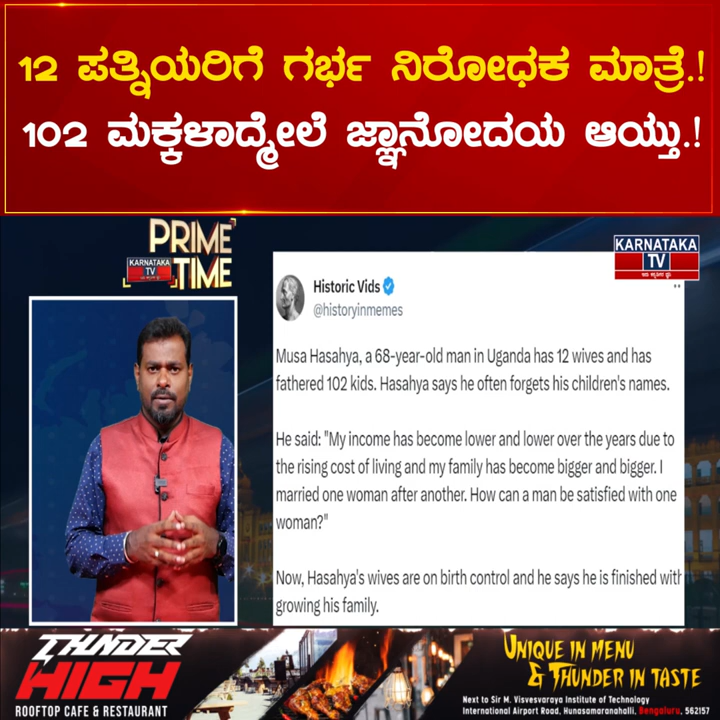 12 ಪತ್ನಿಯರಿಗೆ ಗರ್ಭ ನಿರೋಧಕ ಮಾತ್ರೆ.!
102 ಮಕ್ಕಳಾದ್ಮೇಲೆ ಜ್ಞಾನೋದಯ ಆಯ್ತು.!
PRIME
KARNATAKA
TV
TIME
KARNATAKA
TV
Historic Vids
@historyinmemes
Musa Hasahya, a 68-year-old man in Uganda has 12 wives and has
fathered 102 kids. Hasahya says he often forgets his children's names.
He said: "My income has become lower and lower over the years due to
the rising cost of living and my family has become bigger and bigger. I
married one woman after another. How can a man be satisfied with one
woman?"
Now, Hasahya's wives are on birth control and he says he is finished with
growing his family.
THUNDER
HIGH
ROOFTOP CAFE & RESTAURANT
UNIQUE IN MENU
& THUNDER IN TASTE
Next to Sir M. Visvesvaraya Institute of Technology
International Airport Road, Hunasamaranahalli, Bengaluru, 562157